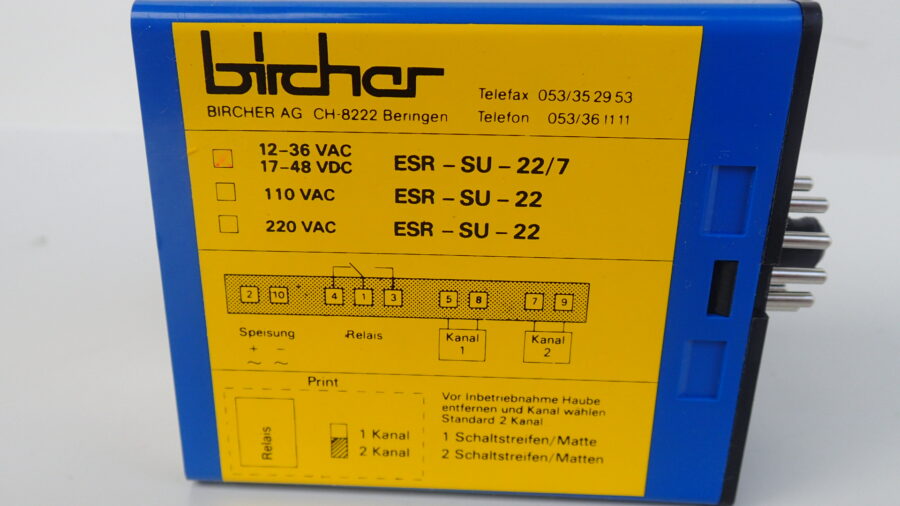 bircher
BIRCHER AG CH-8222 Beringen
Telefax 053/35 29 53
Telefon 053/36 11 11
12-36 VAC
17-48 VDC
ESR - SU - 22/7
110 VAC
ESR - SU - 22
220 VAC
ESR - SU - 22
2 10 4 1 3 5 8 7 9
Speisung
+ -
~ ~
Relais
Kanal
1
Kanal
2
Print
Relais
1 Kanal
2 Kanal
Vor Inbetriebnahme Haube
entfernen und Kanal wählen
Standard 2 Kanal
1 Schaltstreifen/Matte
2 Schaltstreifen/Matten